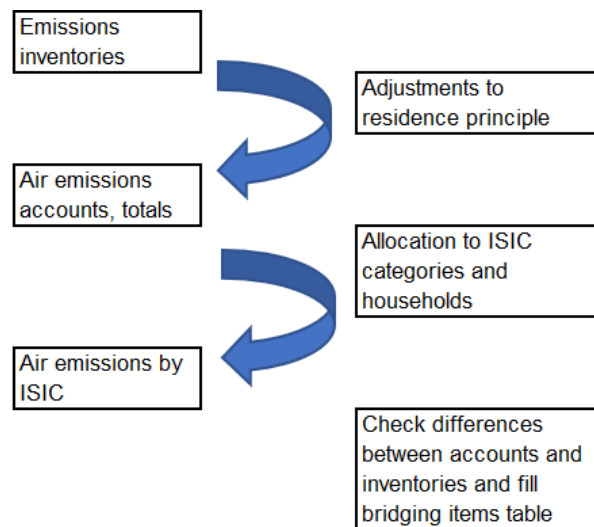 Emissions
inventories
Adjustments to
residence principle
Air emissions
accounts, totals
Allocation to ISIC
categories and
households
Air emissions by
ISIC
Check differences
between accounts and
inventories and fill
bridging items table